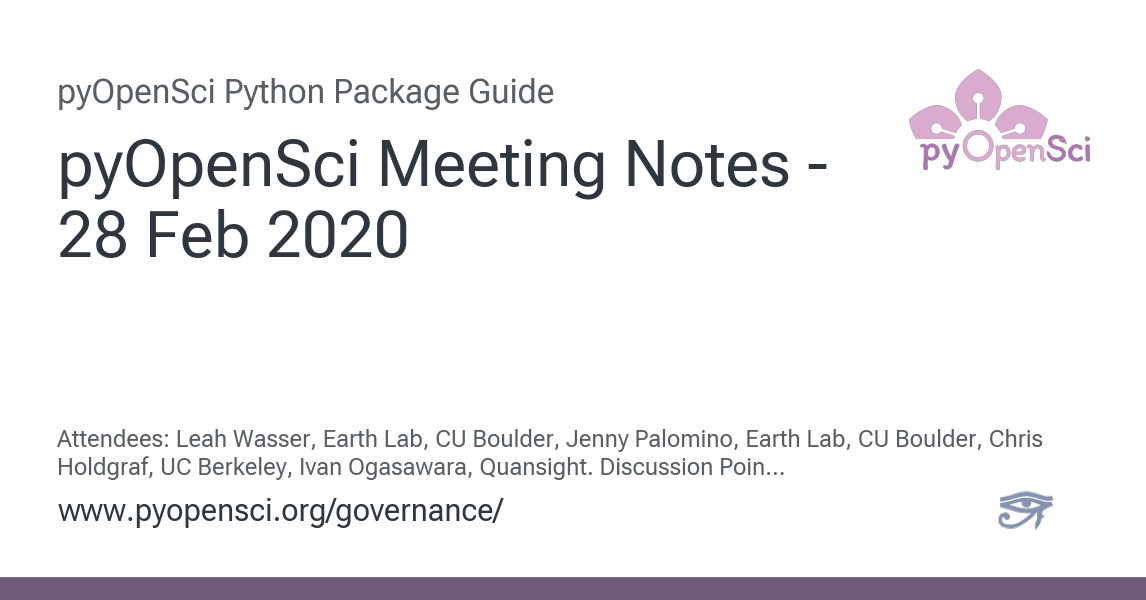 pyOpenSci Python Package Guide
pyOpenSci Meeting Notes -
28 Feb 2020
pyOpenSci
Attendees: Leah Wasser, Earth Lab, CU Boulder, Jenny Palomino, Earth Lab, CU Boulder, Chris
Holdgraf, UC Berkeley, Ivan Ogasawara, Quansight. Discussion Poin...
www.pyopensci.org/governance/